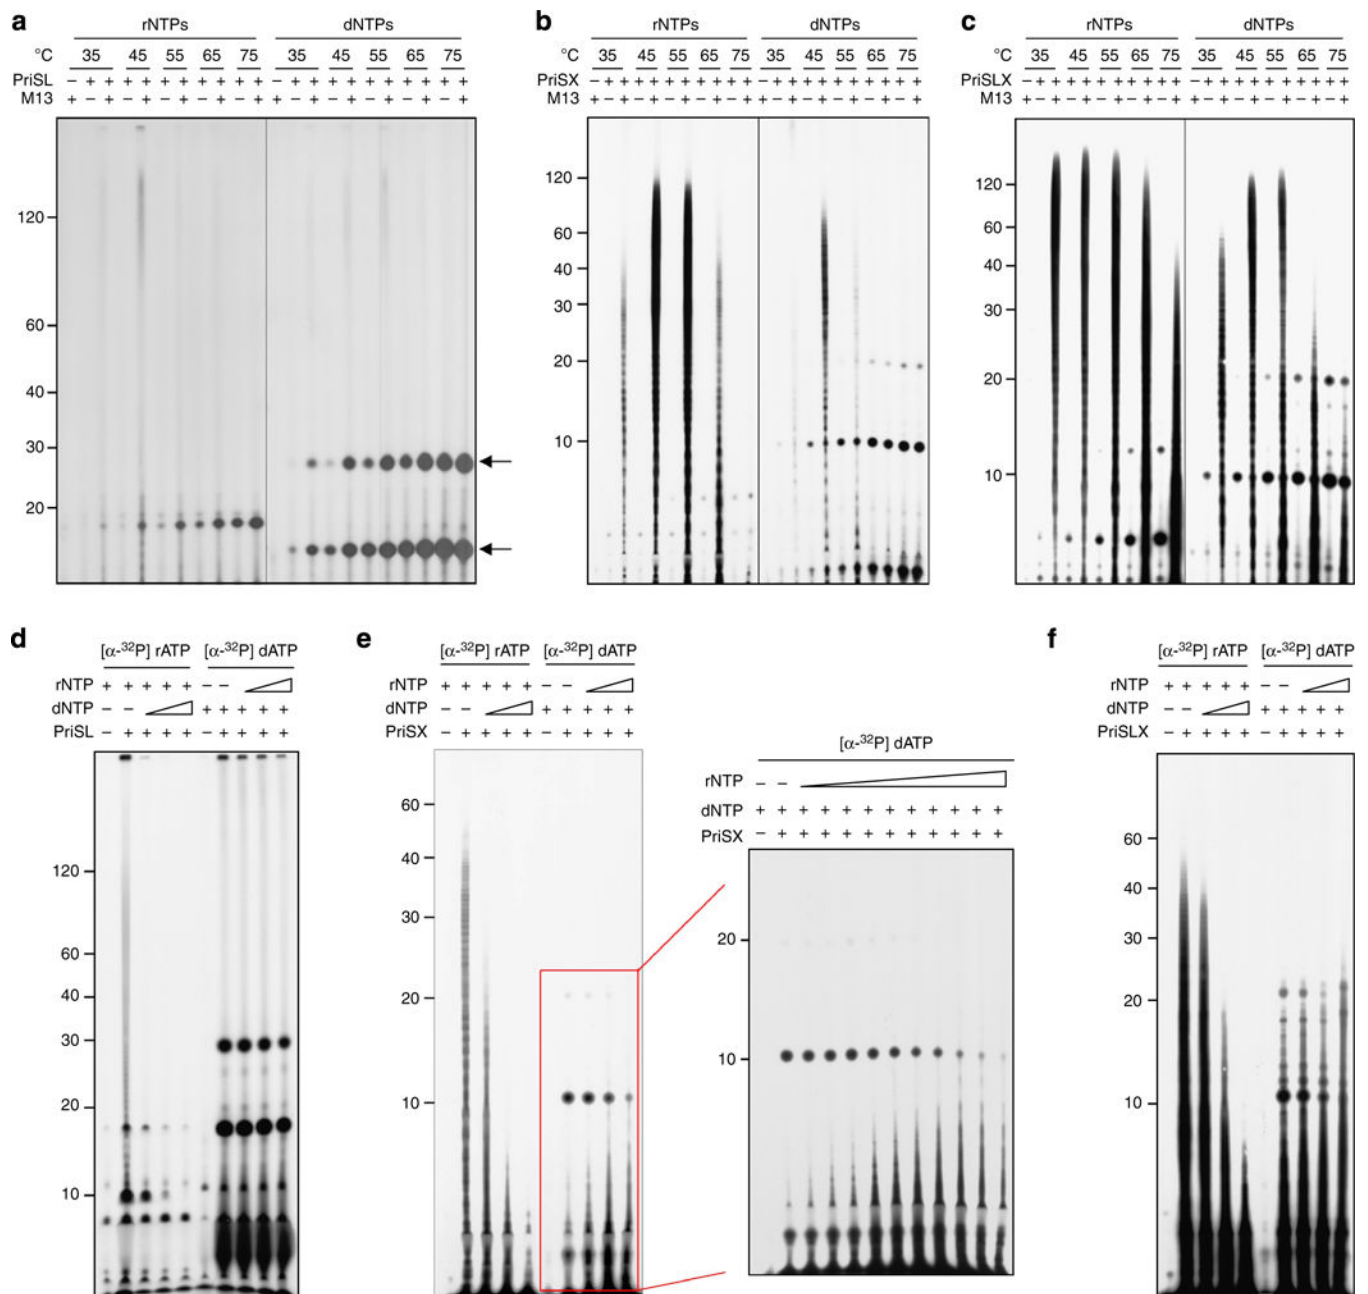 a
rNTPs dNTPs
°C 35 45 55 65 75 35 45 55 65 75
PriSL – + + + + + + + + + + – + + + + + + + + + +
M13 + – + – + – + – + – + + – + – + – + – + – +
120
60
40
30
20
b
rNTPs dNTPs
°C 35 45 55 65 75 35 45 55 65 75
PriSX – + + + + + + + + + + – + + + + + + + + + +
M13 + – + – + – + – + – + + – + – + – + – + – +
120
60
40
30
20
10
c
rNTPs dNTPs
°C 35 45 55 65 75 35 45 55 65 75
PriSLX – + + + + + + + + + + – + + + + + + + + + +
M13 + – + – + – + – + – + + – + – + – + – + – +
120
60
40
30
20
10
d
[α-³²P] rATP [α-³²P] dATP
rNTP + + + + + – –
dNTP – – + + + + +
PriSL – + + + + – + + + +
120
60
40
30
20
10
e
[α-³²P] rATP [α-³²P] dATP
rNTP + + + + + – –
dNTP – – + + + + +
PriSX – + + + + – + + + +
60
40
30
20
10
[α-³²P] dATP
rNTP – –
dNTP + + + + + + + + + + + +
PriSX – + + + + + + + + + + +
20
10
f
[α-³²P] rATP [α-³²P] dATP
rNTP + + + + + – –
dNTP – – + + + + +
PriSLX – + + + + – + + + +
60
40
30
20
10